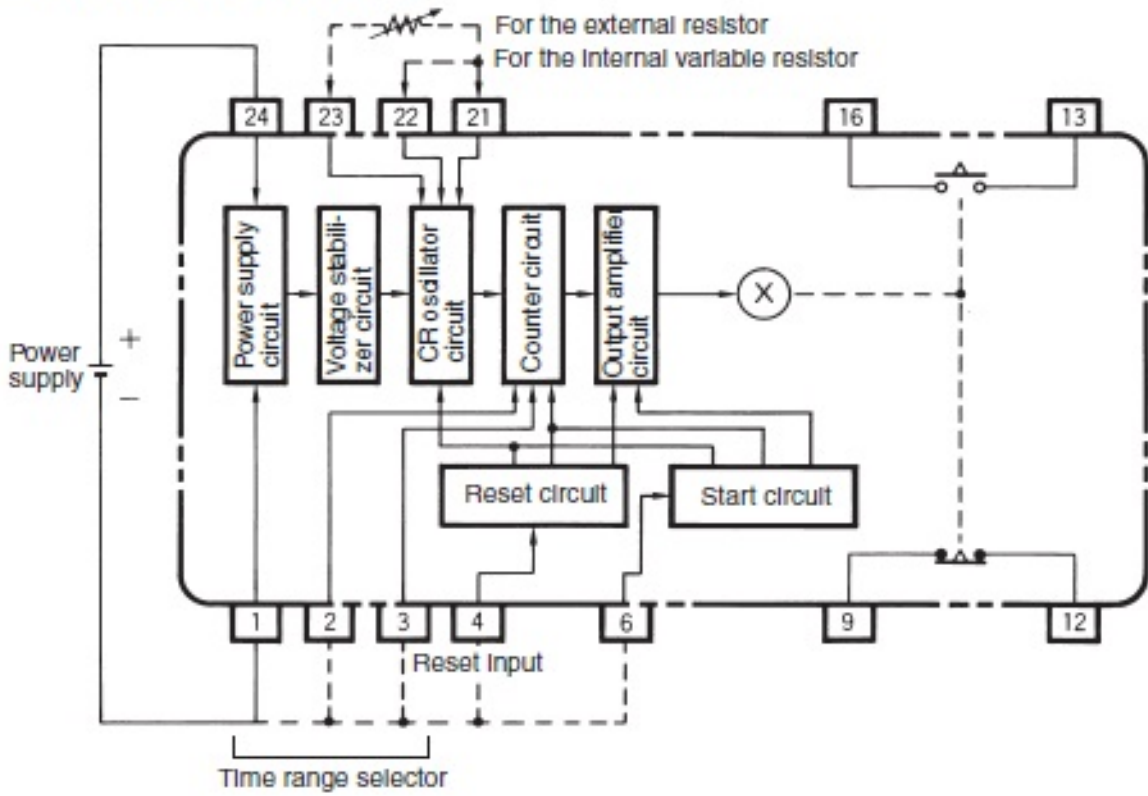 For the external resistor
For the internal variable resistor
24
23
22
21
16
13
Power supply
circuit
Voltage stabili-
zer circuit
CR oscillator
circuit
Counter circuit
Output amplifier
circuit
X
+
Power
supply
−
Reset circuit
Start circuit
1
2
3
4
6
9
12
Reset input
Time range selector